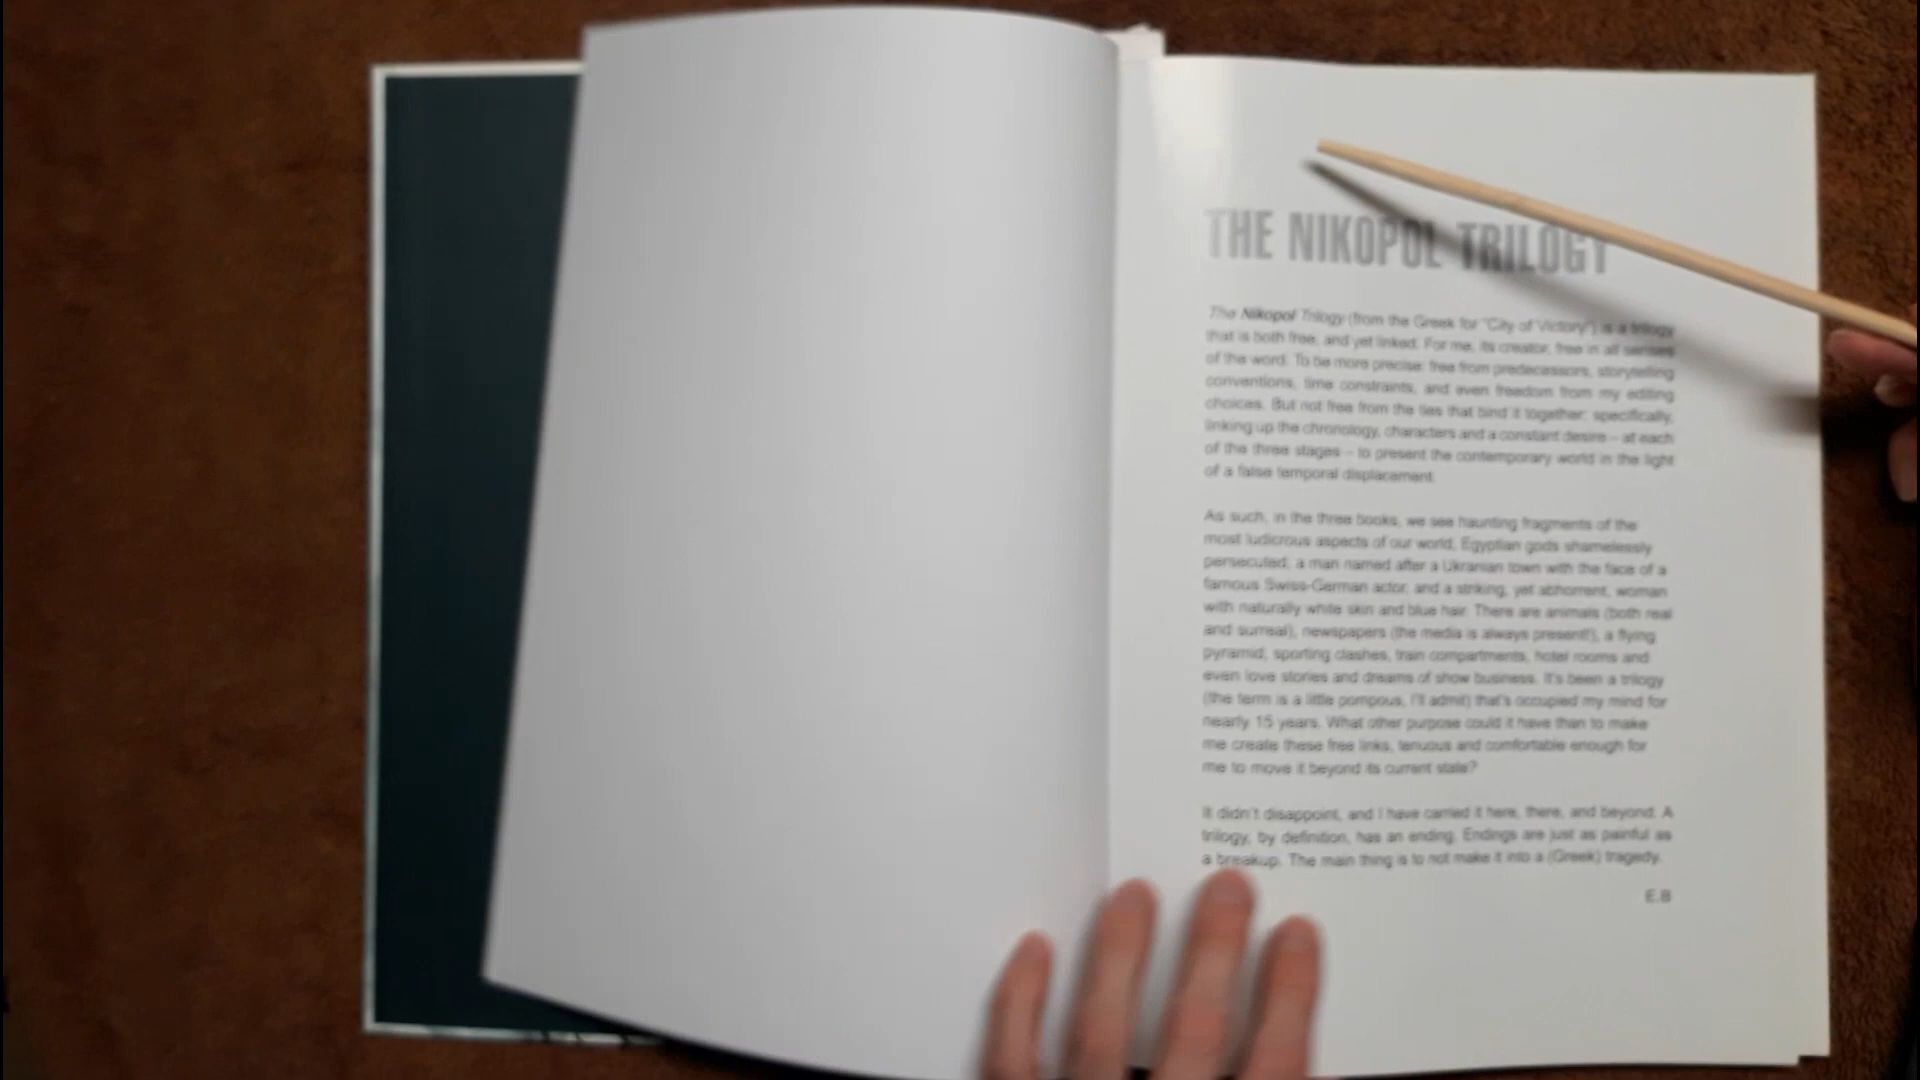 THE NIKOPOL TRILOGY
The Nikopol Trilogy (from the Greek for "City of Victory") is a trilogy
that is both free, and yet linked. For me, its creator, free in all senses
of the word. To be more precise: free from predecessors, storytelling
conventions, time constraints, and even freedom from my editing
choices. But not free from the ties that bind it together: specifically,
linking up the chronology, characters and a constant desire – at each
of the three stages – to present the contemporary world in the light
of a false temporal displacement.
As such, in the three books, we see haunting fragments of the
most ludicrous aspects of our world, Egyptian gods shamelessly
persecuted, a man named after a Ukranian town with the face of a
famous Swiss-German actor, and a striking, yet abhorrent, woman
with naturally white skin and blue hair. There are animals (both real
and surreal), newspapers (the media is always present!), a flying
pyramid, sporting clashes, train compartments, hotel rooms and
even love stories and dreams of show business. It's been a trilogy
(the term is a little pompous, I'll admit) that's occupied my mind for
nearly 15 years. What other purpose could it have than to make
me create these free links, tenuous and comfortable enough for
me to move it beyond its current state?
It didn't disappoint, and I have carried it here, there, and beyond. A
trilogy, by definition, has an ending. Endings are just as painful as
a breakup. The main thing is to not make it into a (Greek) tragedy.
E.B